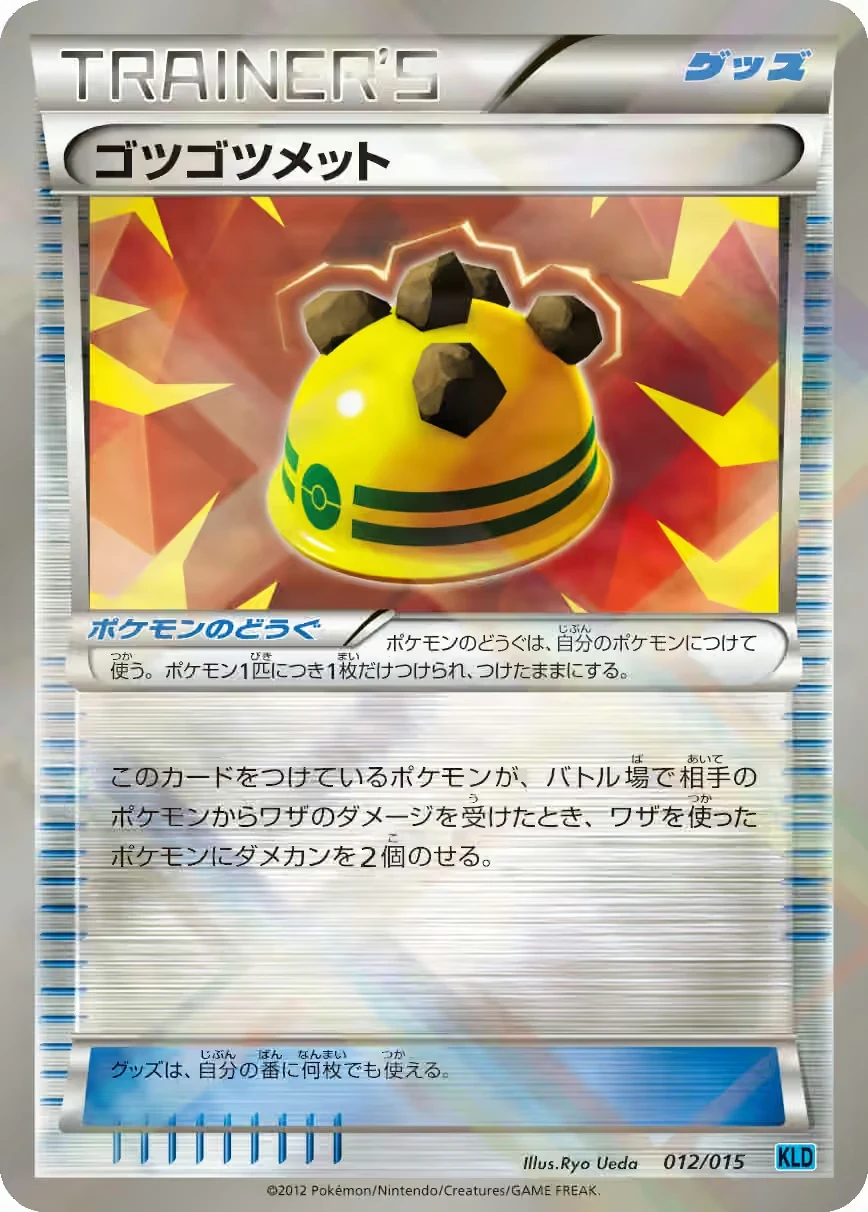 TRAINER'S
グッズ
ゴツゴツメット
ポケモンのどうぐ
ポケモンのどうぐは、自分のポケモンにつけて
使う。ポケモン1匹につき1枚だけつけられ、つけたままにする。
このカードをつけているポケモンが、バトル場で相手の
ポケモンからワザのダメージを受けたとき、ワザを使った
ポケモンにダメカンを2個のせる。
グッズは、自分の番に何枚でも使える。
Illus.Ryo Ueda 012/015 KLD
©2012 Pokémon/Nintendo/Creatures/GAME FREAK.